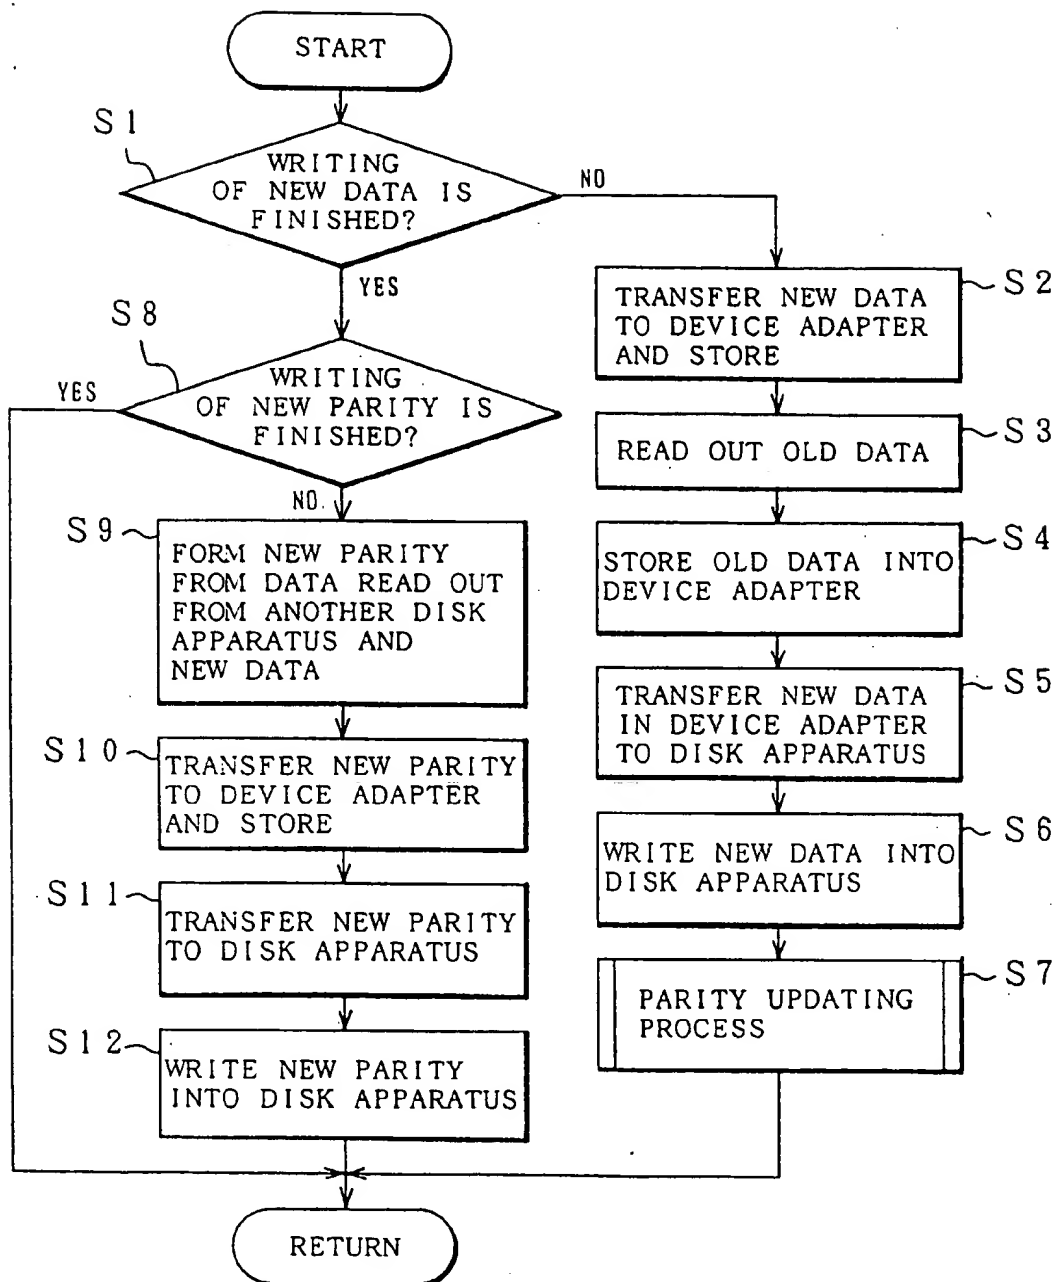 START
S1
WRITING
OF NEW DATA IS
FINISHED?
NO
YES
S2
TRANSFER NEW DATA
TO DEVICE ADAPTER
AND STORE
S8
YES
WRITING
OF NEW PARITY IS
FINISHED?
NO.
S3
READ OUT OLD DATA
S9
FORM NEW PARITY
FROM DATA READ OUT
FROM ANOTHER DISK
APPARATUS AND
NEW DATA
S4
STORE OLD DATA INTO
DEVICE ADAPTER
S5
TRANSFER NEW DATA
IN DEVICE ADAPTER
TO DISK APPARATUS
S10
TRANSFER NEW PARITY
TO DEVICE ADAPTER
AND STORE
S6
WRITE NEW DATA INTO
DISK APPARATUS
S11
TRANSFER NEW PARITY
TO DISK APPARATUS
S7
PARITY UPDATING
PROCESS
S12
WRITE NEW PARITY
INTO DISK APPARATUS
RETURN